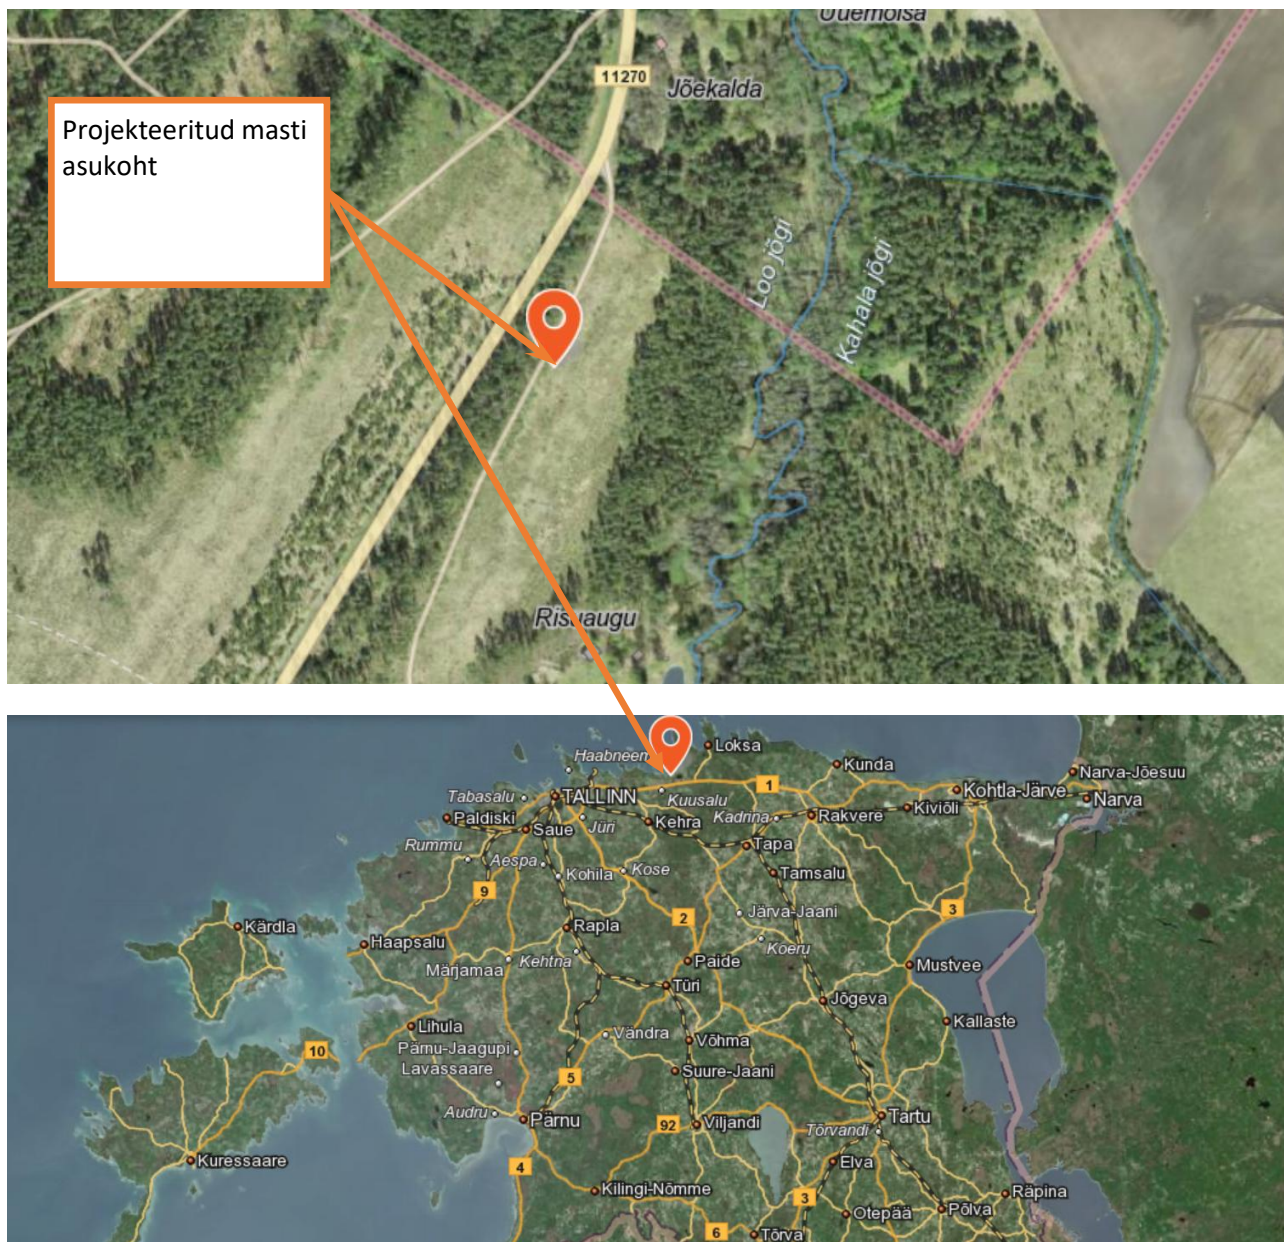 Uuemõisa
11270
Jõekalda
Projekteeritud masti
asukoht
Loo jõgi
Kahala jõgi
Risuaugu
Loksa
Haabneem
Kunda
Narva-Jõesuu
1
Kohtla-Järve
Tabasalu
TALLINN
Kuusalu
Narva
Kiviõli
Paldiski
Saue
Jüri
Kehra
Kadrina
Rakvere
Rummu
Tapa
Aespa
Kohila
Kose
Tamsalu
9
2
Järva-Jaani
3
Kärdla
Rapla
Haapsalu
Koeru
Märjamaa
Kehtna
Paide
Mustvee
Türi
Jõgeva
Lihula
Vändra
Kallaste
10
Pärnu-Jaagupi
Võhma
Lavassaare
5
Suure-Jaani
Audru
Pärnu
92
Viljandi
Tartu
Tõrvandi
Kuressaare
4
Elva
Kilingi-Nõmme
3
Räpina
Otepää
Põlva
6
Tõrva